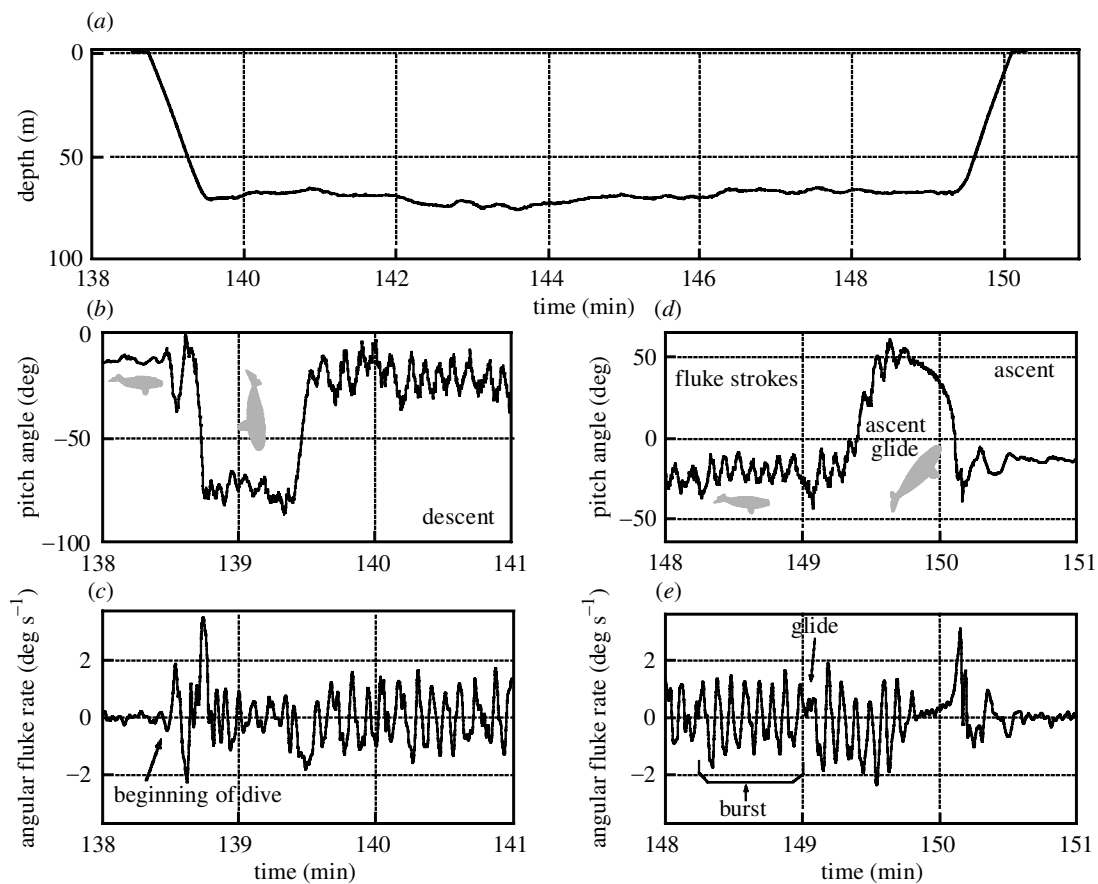 (a)
0
50
100
depth (m)
138
140
142
144
146
148
150
time (min)
(b)
0
−50
−100
pitch angle (deg)
descent
138
139
140
141
(d)
50
0
−50
pitch angle (deg)
fluke strokes
ascent
ascent
glide
148
149
150
151
(c)
2
0
−2
angular fluke rate (deg s⁻¹)
beginning of dive
138
139
140
141
time (min)
(e)
2
0
−2
angular fluke rate (deg s⁻¹)
glide
burst
148
149
150
151
time (min)